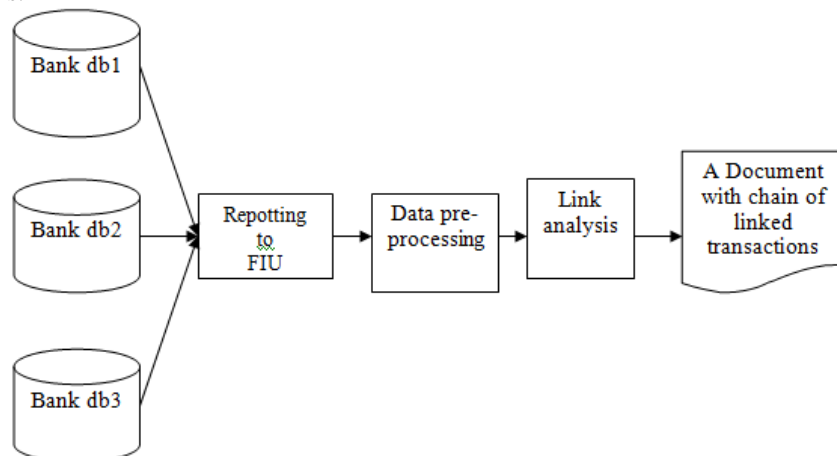 Bank db1
Bank db2
Bank db3
Repotting
to
FIU
Data pre-
processing
Link
analysis
A Document
with chain of
linked
transactions